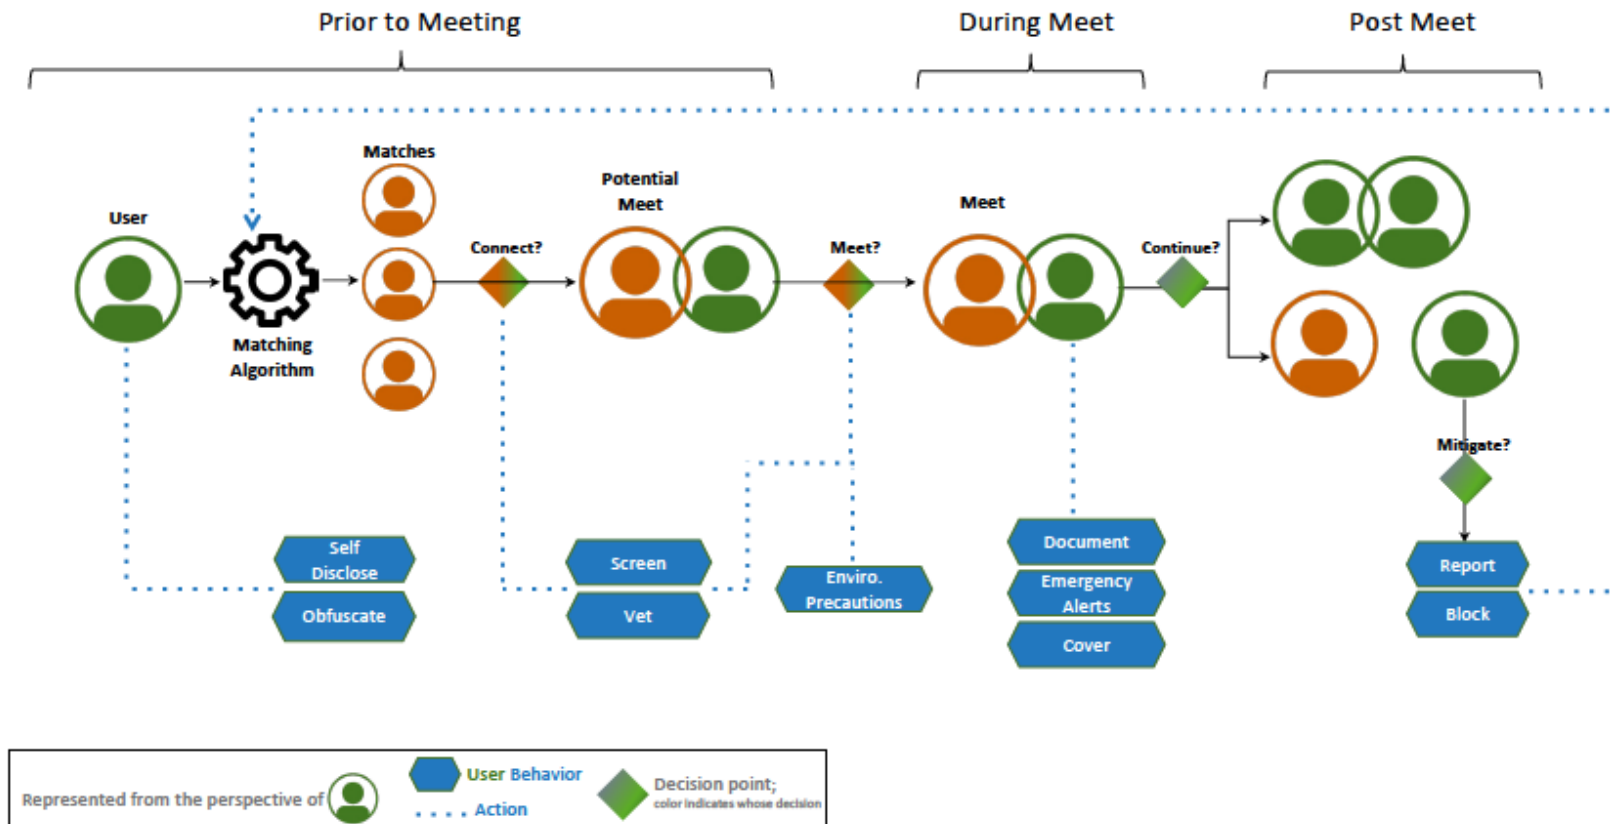 Prior to Meeting
During Meet
Post Meet
Matches
Potential
Meet
User
Meet
Connect?
Meet?
Continue?
Matching
Algorithm
Mitigate?
Self
Disclose
Obfuscate
Screen
Vet
Enviro.
Precautions
Document
Emergency
Alerts
Cover
Report
Block
Represented from the perspective of
User Behavior
Action
Decision point;
color indicates whose decision